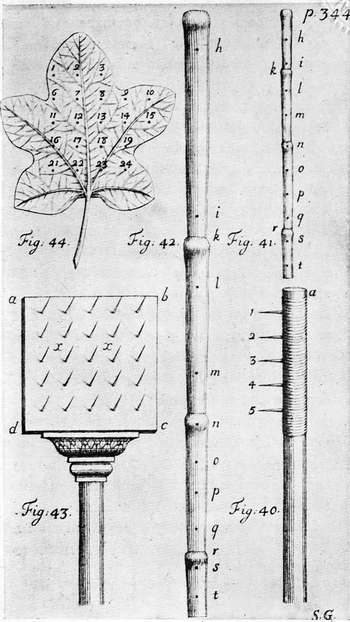 p. 344
1 2 3
6 7 8 9 10
11 12 13 14 15
16 17 18 19
21 22 23 24
Fig: 44.
h
i
k
l
m
n
o
p
q
r
s
t
Fig: 42.
h
i
k
l
m
n
o
p
q
r
s
t
Fig: 41.
a b
x x
d c
Fig: 43.
a
1
2
3
4
5
Fig: 40.
S.G.